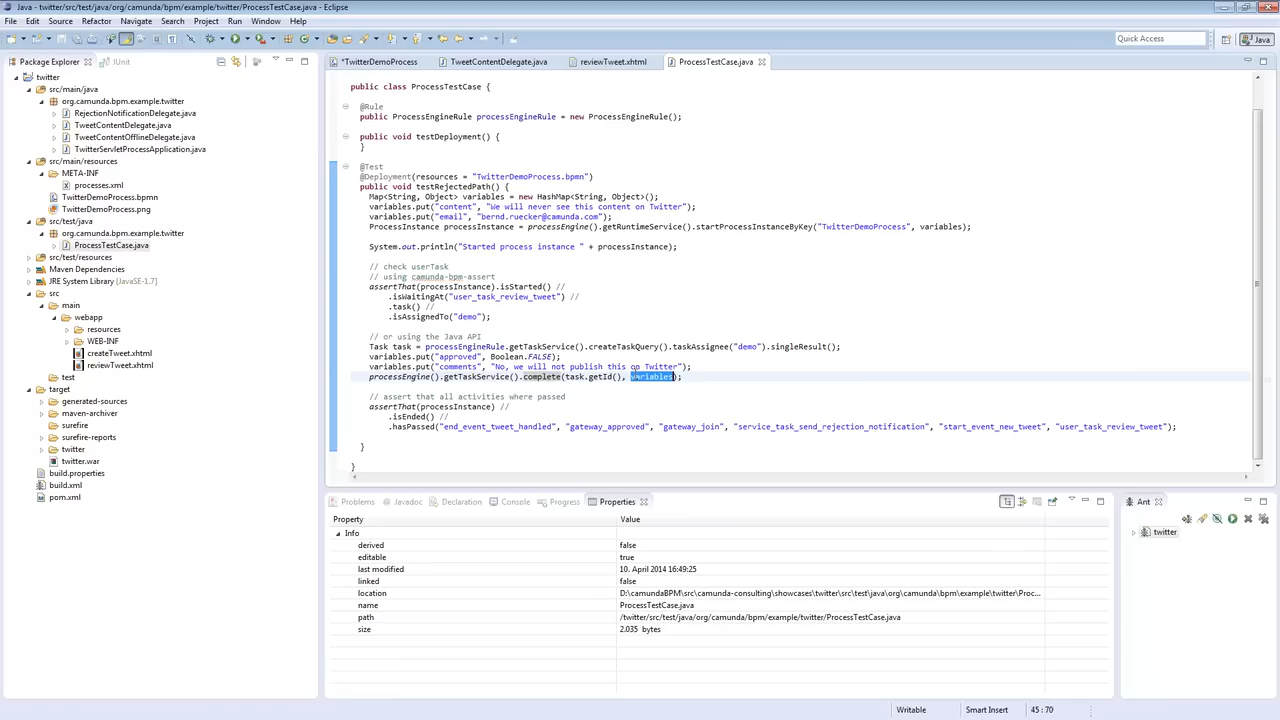 Java - twitter/src/test/java/org/camunda/bpm/example/twitter/ProcessTestCase.java - Eclipse
File Edit Source Refactor Navigate Search Project Run Window Help
Quick Access
Java
Package Explorer JUnit
*TwitterDemoProcess TweetContentDelegate.java reviewTweet.xhtml ProcessTestCase.java
twitter
src/main/java
org.camunda.bpm.example.twitter
RejectionNotificationDelegate.java
TweetContentDelegate.java
TweetContentOfflineDelegate.java
TwitterServletProcessApplication.java
src/main/resources
META-INF
processes.xml
TwitterDemoProcess.bpmn
TwitterDemoProcess.png
src/test/java
org.camunda.bpm.example.twitter
ProcessTestCase.java
src/test/resources
Maven Dependencies
JRE System Library [JavaSE-1.7]
src
main
webapp
resources
WEB-INF
createTweet.xhtml
reviewTweet.xhtml
test
target
generated-sources
maven-archiver
surefire
surefire-reports
twitter
twitter.war
build.properties
build.xml
pom.xml
public class ProcessTestCase {
@Rule
public ProcessEngineRule processEngineRule = new ProcessEngineRule();
public void testDeployment() {
}
@Test
@Deployment(resources = "TwitterDemoProcess.bpmn")
public void testRejectedPath() {
Map<String, Object> variables = new HashMap<String, Object>();
variables.put("content", "We will never see this content on Twitter");
variables.put("email", "bernd.ruecker@camunda.com");
ProcessInstance processInstance = processEngine().getRuntimeService().startProcessInstanceByKey("TwitterDemoProcess", variables);
System.out.println("Started process instance " + processInstance);
// check userTask
// using camunda-bpm-assert
assertThat(processInstance).isStarted() //
.isWaitingAt("user_task_review_tweet") //
.task() //
.isAssignedTo("demo");
// or using the Java API
Task task = processEngineRule.getTaskService().createTaskQuery().taskAssignee("demo").singleResult();
variables.put("approved", Boolean.FALSE);
variables.put("comments", "No, we will not publish this on Twitter");
processEngine().getTaskService().complete(task.getId(), variables);
// assert that all activities where passed
assertThat(processInstance) //
.isEnded() //
.hasPassed("end_event_tweet_handled", "gateway_approved", "gateway_join", "service_task_send_rejection_notification", "start_event_new_tweet", "user_task_review_tweet");
}
}
Problems Javadoc Declaration Console Progress Properties
Property Value
Info
derived false
editable true
last modified 10. April 2014 16:49:25
linked false
location D:\camundaBPM\src\camunda-consulting\showcases\twitter\src\test\java\org\camunda\bpm\example\twitter\Proc...
name ProcessTestCase.java
path /twitter/src/test/java/org/camunda/bpm/example/twitter/ProcessTestCase.java
size 2.035 bytes
Ant
twitter
Writable Smart Insert 45 : 70